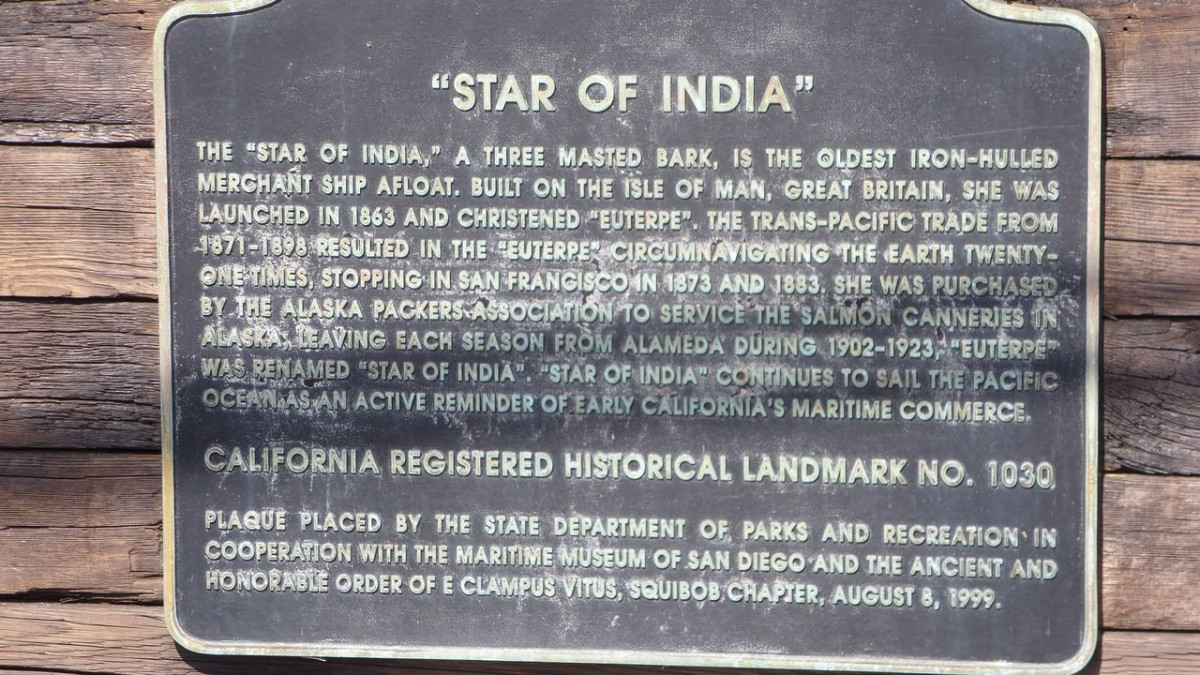 “STAR OF INDIA”
THE “STAR OF INDIA,” A THREE MASTED BARK, IS THE OLDEST IRON-HULLED
MERCHANT SHIP AFLOAT. BUILT ON THE ISLE OF MAN, GREAT BRITAIN, SHE WAS
LAUNCHED IN 1863 AND CHRISTENED “EUTERPE”. THE TRANS-PACIFIC TRADE FROM
1871-1898 RESULTED IN THE “EUTERPE” CIRCUMNAVIGATING THE EARTH TWENTY-
ONE TIMES, STOPPING IN SAN FRANCISCO IN 1873 AND 1883. SHE WAS PURCHASED
BY THE ALASKA PACKERS ASSOCIATION TO SERVICE THE SALMON CANNERIES IN
ALASKA, LEAVING EACH SEASON FROM ALAMEDA DURING 1902-1923, “EUTERPE”
WAS RENAMED “STAR OF INDIA”. “STAR OF INDIA” CONTINUES TO SAIL THE PACIFIC
OCEAN AS AN ACTIVE REMINDER OF EARLY CALIFORNIA’S MARITIME COMMERCE.
CALIFORNIA REGISTERED HISTORICAL LANDMARK NO. 1030
PLAQUE PLACED BY THE STATE DEPARTMENT OF PARKS AND RECREATION IN
COOPERATION WITH THE MARITIME MUSEUM OF SAN DIEGO AND THE ANCIENT AND
HONORABLE ORDER OF E CLAMPUS VITUS, SQUIBOB CHAPTER, AUGUST 8, 1999.